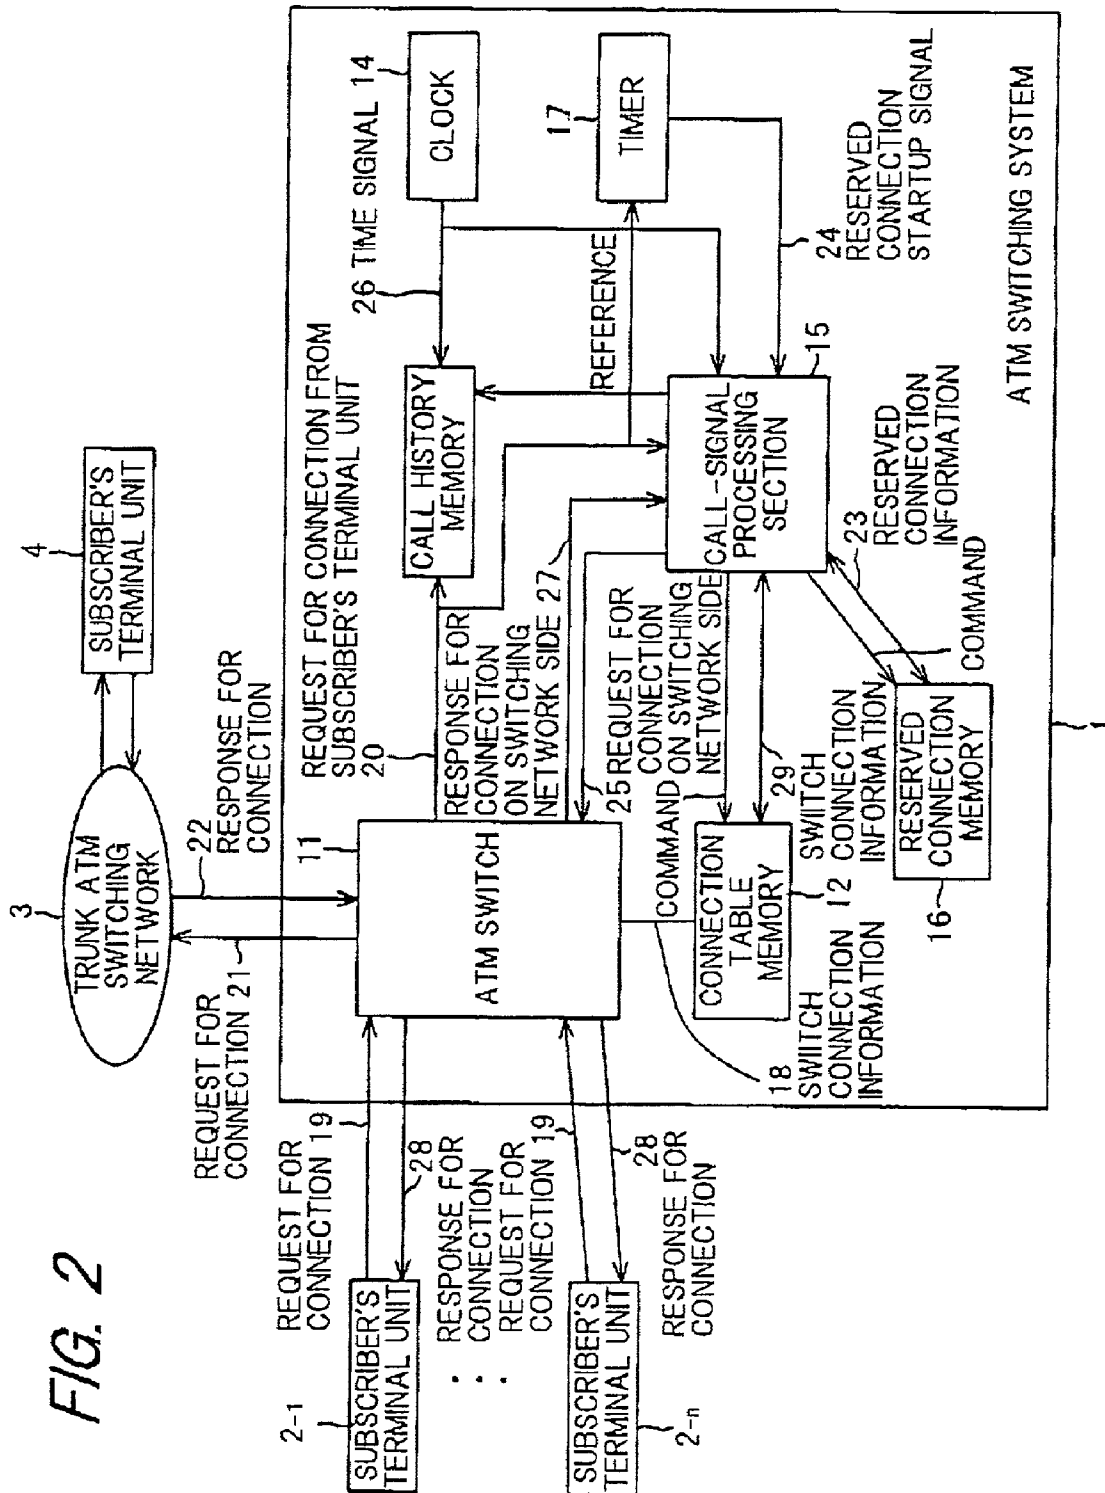 FIG. 2
3
TRUNK ATM
SWITCHING
NETWORK
4
SUBSCRIBER'S
TERMINAL UNIT
REQUEST FOR
CONNECTION 21
22
RESPONSE FOR
CONNECTION
2-1
SUBSCRIBER'S
TERMINAL UNIT
REQUEST FOR
CONNECTION 19
28
RESPONSE FOR
CONNECTION
REQUEST FOR
CONNECTION 19
SUBSCRIBER'S
TERMINAL UNIT
2-n
28
RESPONSE FOR
CONNECTION
11
ATM SWITCH
REQUEST FOR CONNECTION FROM
SUBSCRIBER'S TERMINAL UNIT
20
RESPONSE FOR
CONNECTION
ON SWITCHING
NETWORK SIDE 27
25 REQUEST FOR
CONNECTION
ON SWITCHING
NETWORK SIDE
COMMAND
CALL HISTORY
MEMORY
26 TIME SIGNAL
14
CLOCK
REFERENCE
17
TIMER
24
RESERVED
CONNECTION
STARTUP SIGNAL
15
CALL-SIGNAL
PROCESSING
SECTION
CONNECTION
TABLE
MEMORY
12
18
SWIITCH
CONNECTION
INFORMATION
29
SWIITCH
CONNECTION
INFORMATION
RESERVED
CONNECTION
MEMORY
16
23
RESERVED
CONNECTION
INFORMATION
COMMAND
ATM SWITCHING SYSTEM
1